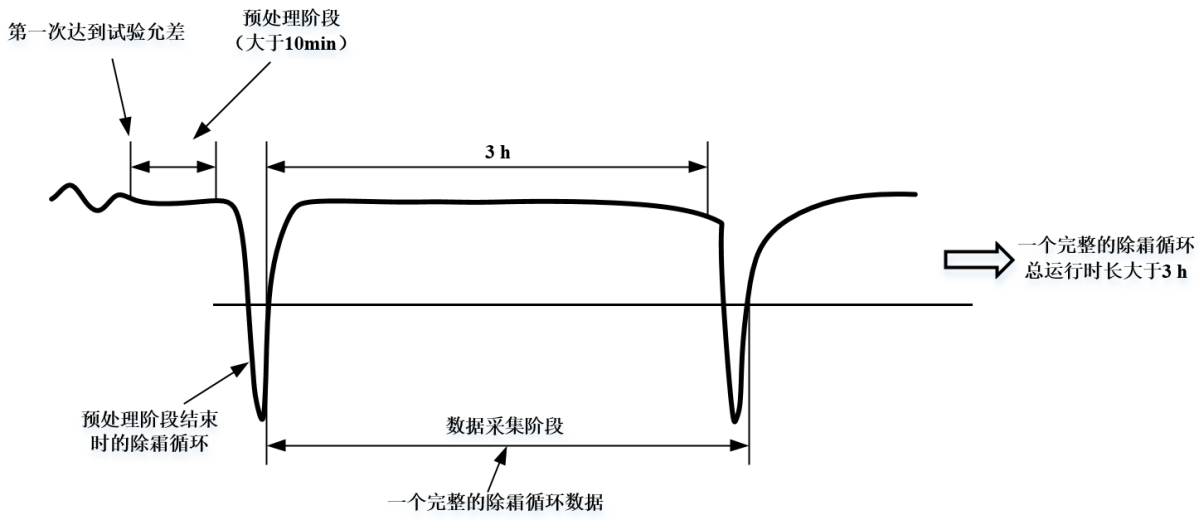 第一次达到试验允差
预处理阶段
（大于10min）
3 h
一个完整的除霜循环
总运行时长大于3 h
预处理阶段结束
时的除霜循环
数据采集阶段
一个完整的除霜循环数据